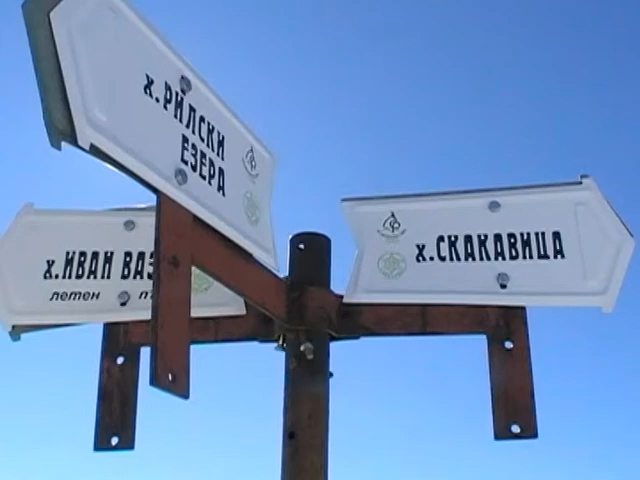 х. РИЛСКИ
ЕЗЕРА
х. ИВАН
летен
х. СКАКАВИЦА